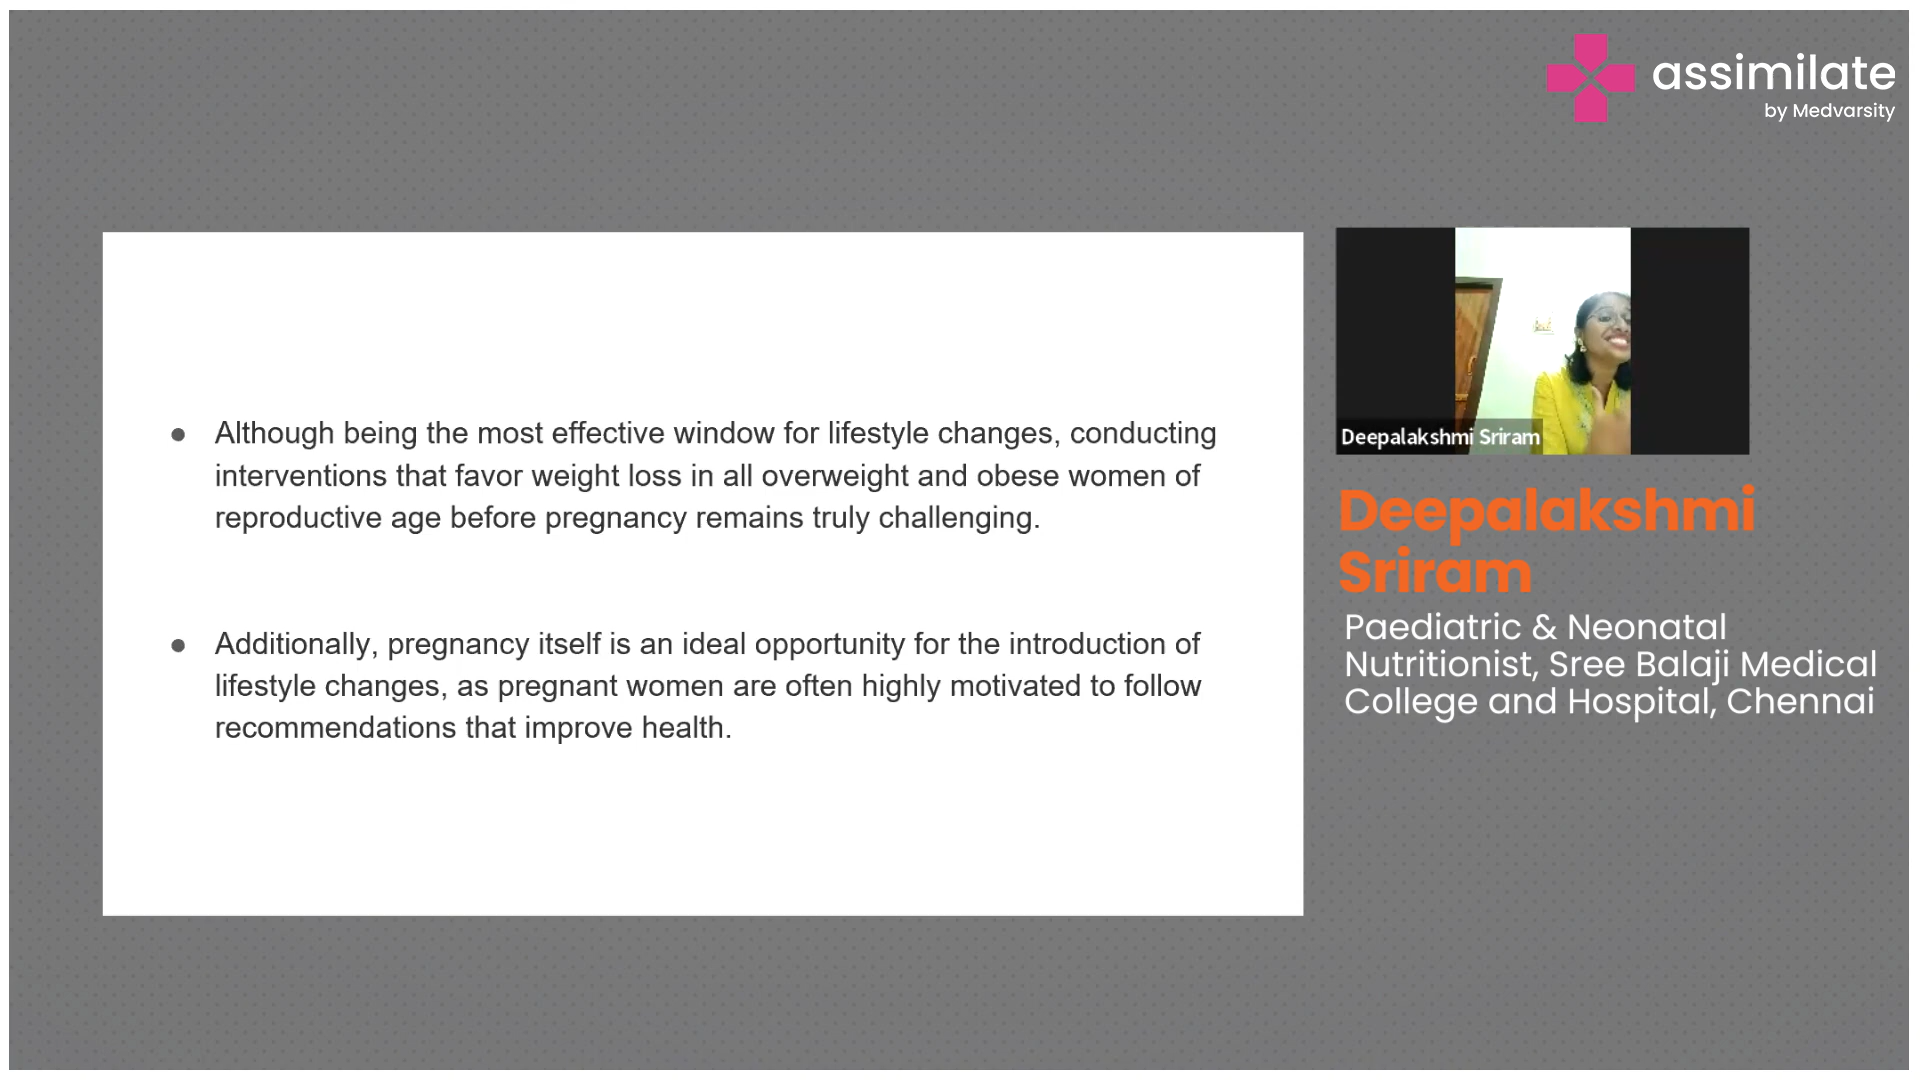 assimilate
by Medvarsity
● Although being the most effective window for lifestyle changes, conducting
interventions that favor weight loss in all overweight and obese women of
reproductive age before pregnancy remains truly challenging.
● Additionally, pregnancy itself is an ideal opportunity for the introduction of
lifestyle changes, as pregnant women are often highly motivated to follow
recommendations that improve health.
Deepalakshmi Sriram
Deepalakshmi
Sriram
Paediatric & Neonatal
Nutritionist, Sree Balaji Medical
College and Hospital, Chennai